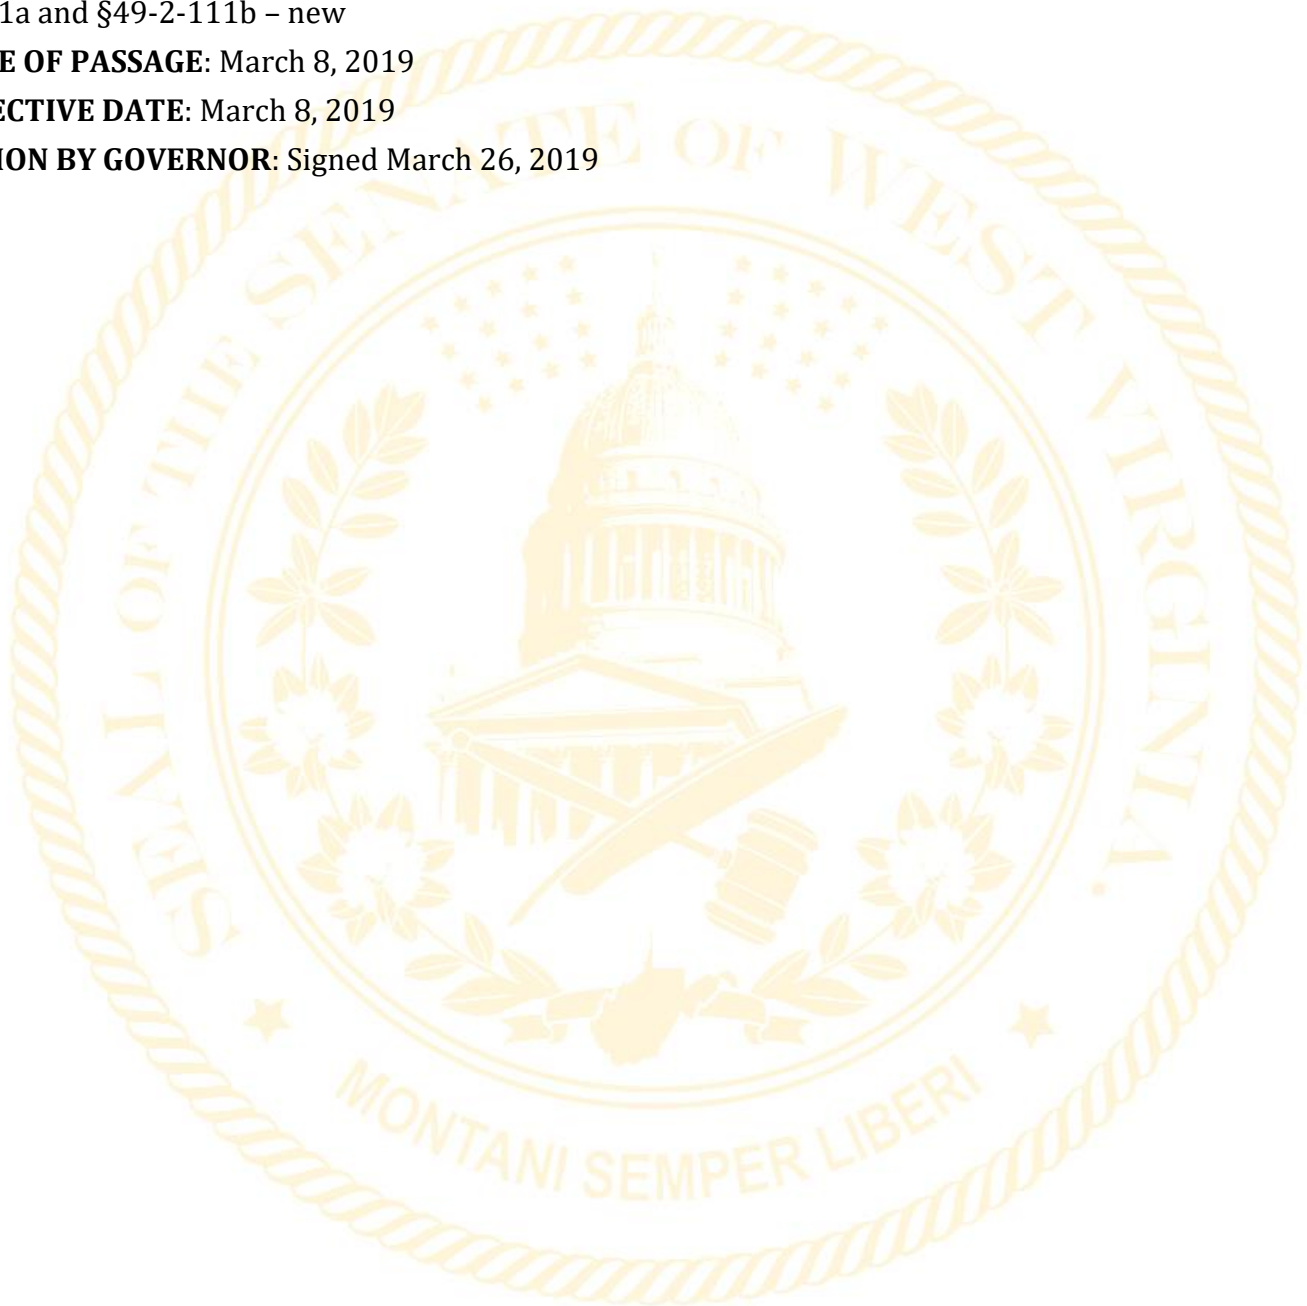 1a and §49-2-111b – new
E OF PASSAGE: March 8, 2019
ECTIVE DATE: March 8, 2019
ION BY GOVERNOR: Signed March 26, 2019
SEAL OF THE SENATE OF WEST VIRGINIA
MONTANI SEMPER LIBERI